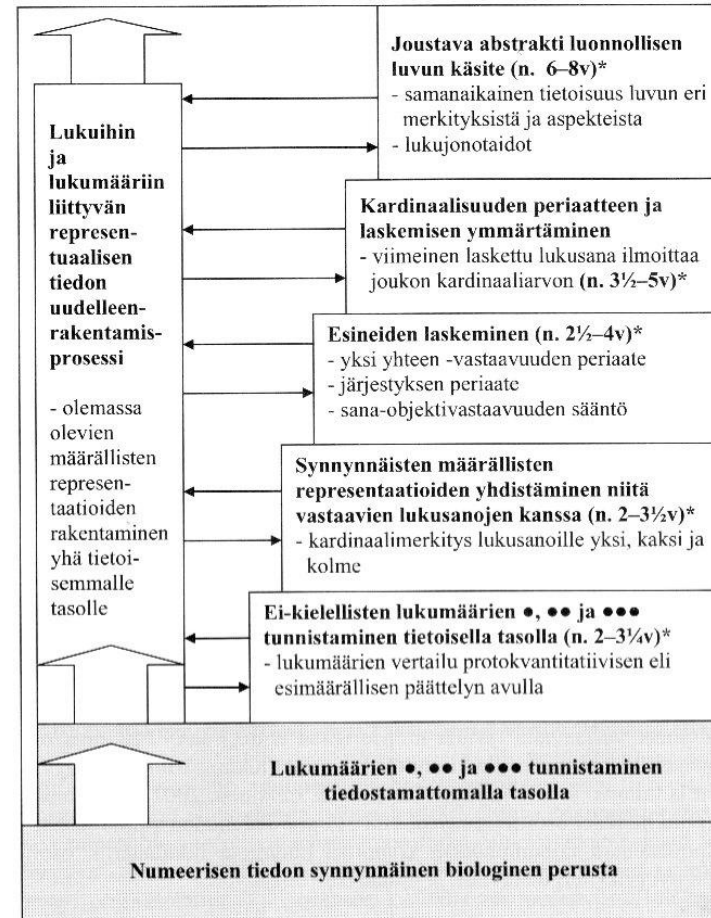 Joustava abstrakti luonnollisen
luvun käsite (n. 6–8v)*
- samanaikainen tietoisuus luvun eri
merkityksistä ja aspekteista
- lukujonotaidot
Lukuihin
ja
lukumääriin
liittyvän
represen-
tuaalisen
tiedon
uudelleen-
rakentamis-
prosessi
- olemassa
olevien
määrällisten
represen-
taatioiden
rakentaminen
yhä tietoi-
semmalle
tasolle
Kardinaalisuuden periaatteen ja
laskemisen ymmärtäminen
- viimeinen laskettu lukusana ilmoittaa
joukon kardinaaliarvon (n. 3½–5v)*
Esineiden laskeminen (n. 2½–4v)*
- yksi yhteen -vastaavuuden periaate
- järjestyksen periaate
- sana-objektivastaavuuden sääntö
Synnynnäisten määrällisten
representaatioiden yhdistäminen niitä
vastaavien lukusanojen kanssa (n. 2–3½v)*
- kardinaalimerkitys lukusanoille yksi, kaksi ja
kolme
Ei-kielellisten lukumäärien ●, ●● ja ●●●
tunnistaminen tietoisella tasolla (n. 2–3¼v)*
- lukumäärien vertailu protokvantitatiivisen eli
esimäärällisen päättelyn avulla
Lukumäärien ●, ●● ja ●●● tunnistaminen
tiedostamattomalla tasolla
Numeerisen tiedon synnynnäinen biologinen perusta